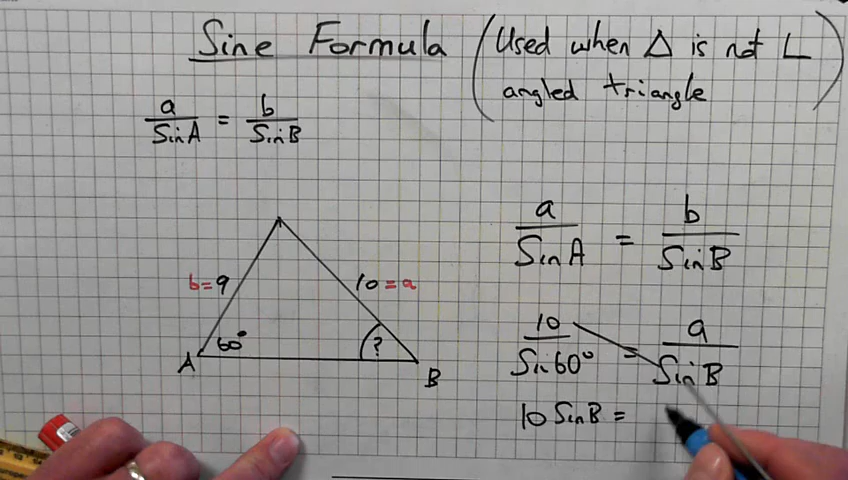 Sine Formula (Used when △ is not L
angled triangle)
a/SinA = b/SinB
a/SinA = b/SinB
b=9
10=a
60°
?
A
B
10/Sin60° = a/SinB
10 SinB =